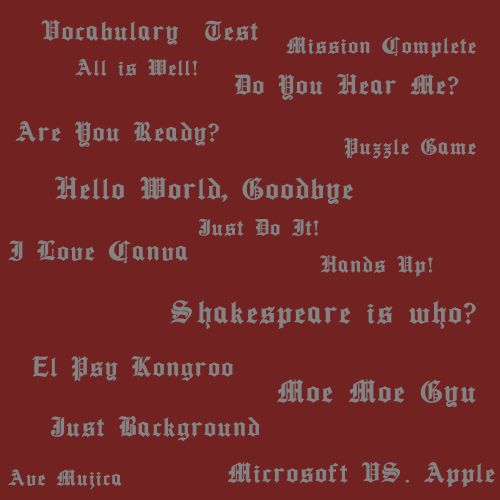 Vocabulary Test
Mission Complete
All is Well!
Do You Hear Me?
Are You Ready?
Puzzle Game
Hello World, Goodbye
Just Do It!
I Love Canva
Hands Up!
Shakespeare is who?
El Psy Kongroo
Moe Moe Gyu
Just Background
Ave Mujica
Microsoft VS. Apple